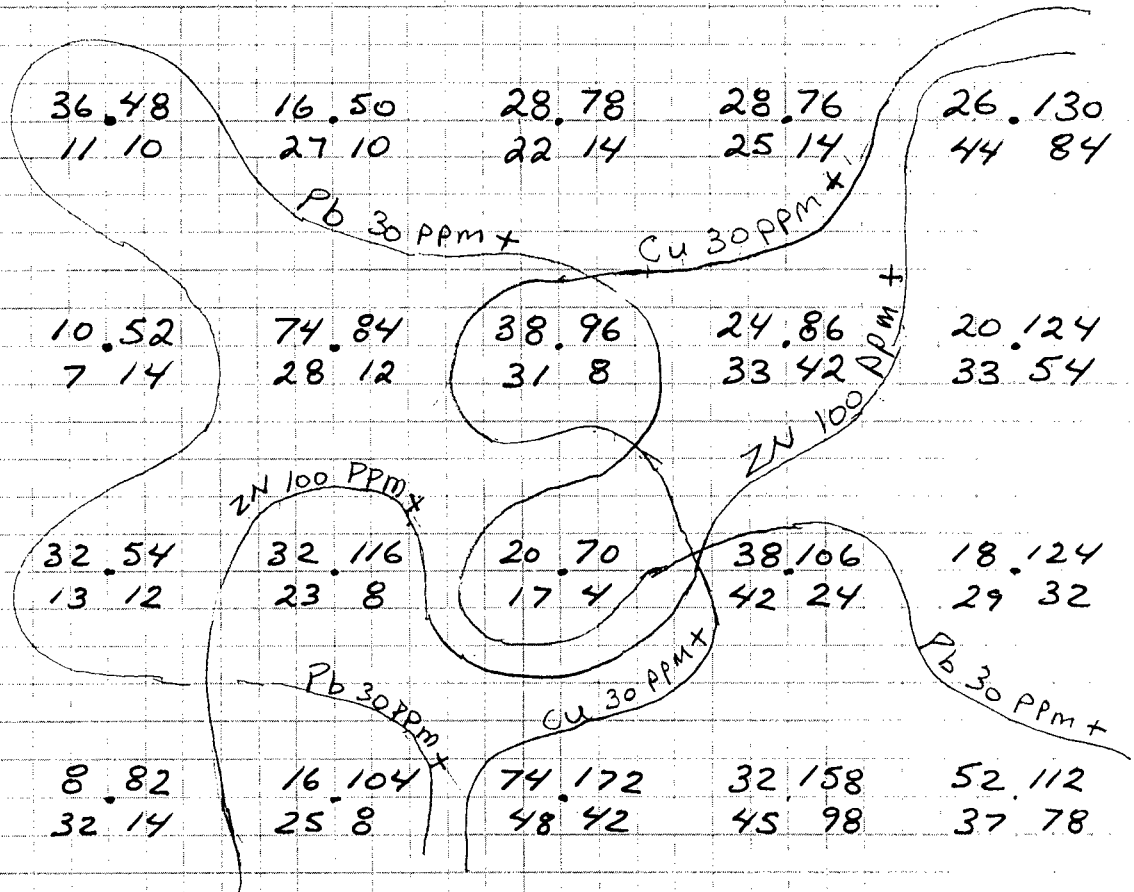 36 . 48 16 . 50 28 . 78 28 . 76 26 . 130
11 10 27 10 22 14 25 14 44 84
Pb 30 ppm +
Cu 30 ppm +
10 . 52 74 . 84 38 . 96 24 . 86 20 . 124
7 14 28 12 31 8 33 42 33 54
ZN 100 ppm +
ZN 100 PPm +
32 . 54 32 . 116 20 . 70 38 . 106 18 . 124
13 12 23 8 17 4 42 24 29 32
Pb 30 PPm +
Cu 30 PPM +
Pb 30 PPm +
8 . 82 16 . 104 74 . 172 32 . 158 52 . 112
32 14 25 8 48 42 45 98 37 78